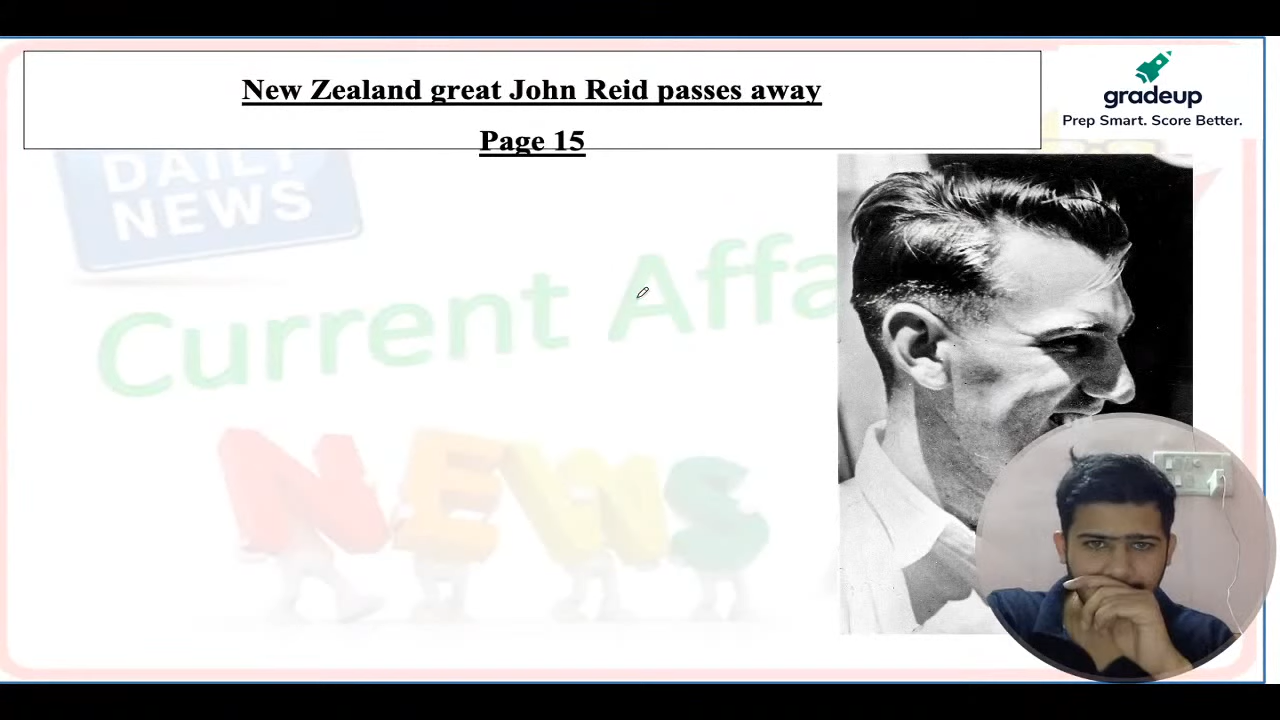 New Zealand great John Reid passes away
Page 15
gradeup
Prep Smart. Score Better.
DAILY
NEWS
Current Affa
NEWS